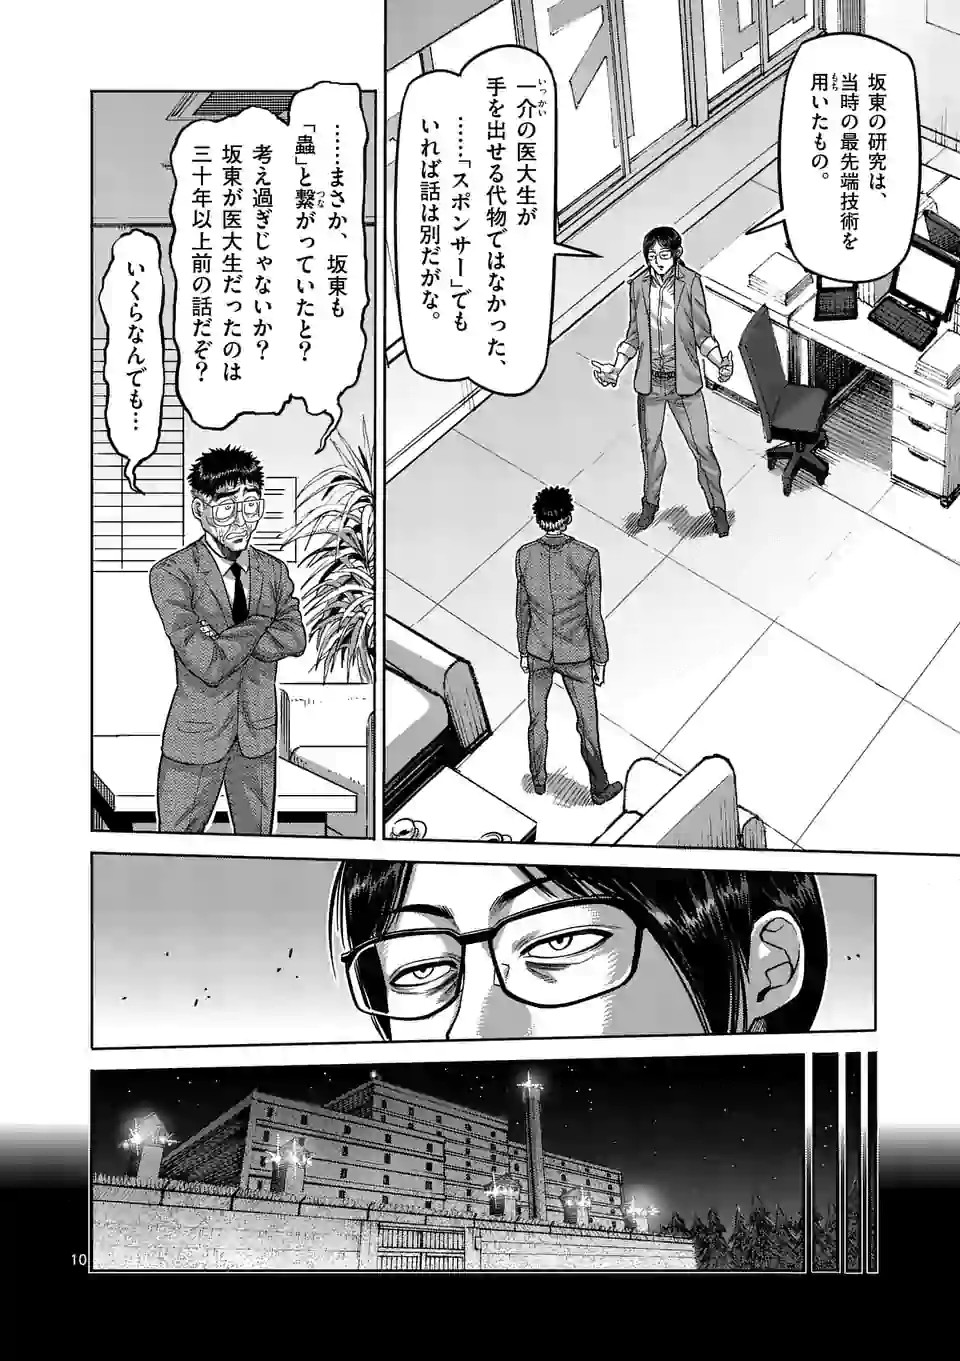 坂東の研究は、
当時の最先端技術を
用いたもの。
一介の医大生が
手を出せる代物ではなかった、
……「スポンサー」でも
いれば話は別だがな。
……まさか、坂東も
「蟲」と繋がっていたと？
考え過ぎじゃないか？
坂東が医大生だったのは
三十年以上前の話だぞ？
いくらなんでも…
10